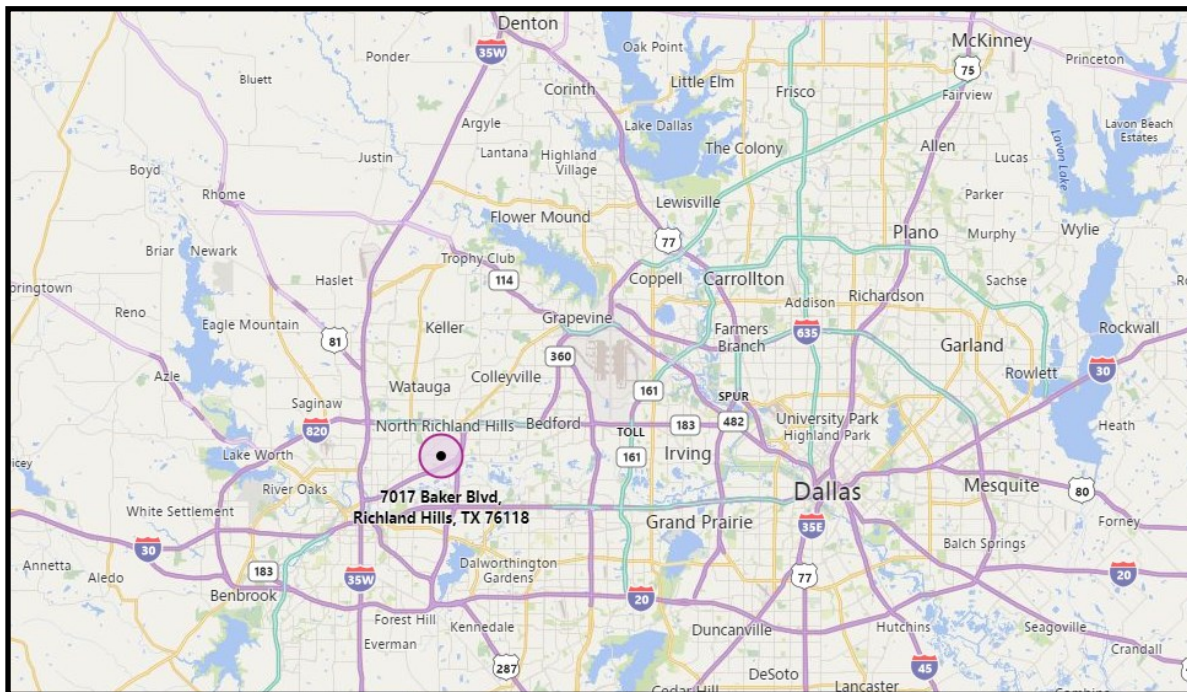 Denton
McKinney
Oak Point
Princeton
Ponder
35W
75
Little Elm
Bluett
Corinth
Frisco
Fairview
Lavon Beach
Estates
Argyle
Lake Dallas
Allen
Lantana
Highland
Village
The Colony
Lucas
Lavon Lake
Justin
Boyd
Rhome
Parker
Lewisville
Flower Mound
Plano
Murphy
Wylie
77
Briar
Newark
Trophy Club
Haslet
114
Coppell
Carrollton
Sachse
Addison
Richardson
Reno
Eagle Mountain
Keller
Grapevine
Farmers
Branch
635
Rockwall
81
Garland
360
Azle
Watauga
Colleyville
Rowlett
30
161
SPUR
Saginaw
820
North Richland Hills
Bedford
183
482
University Park
Highland Park
Heath
TOLL
161
Irving
Lake Worth
River Oaks
7017 Baker Blvd,
Richland Hills, TX 76118
Dallas
Mesquite
80
White Settlement
Grand Prairie
35E
Forney
30
Balch Springs
Annetta
Aledo
183
35W
Dalworthington
Gardens
77
20
Benbrook
20
Forest Hill
Kennedale
Hutchins
Seagoville
Everman
Duncanville
287
DeSoto
45
Crandall
Cedar Hill
Lancaster